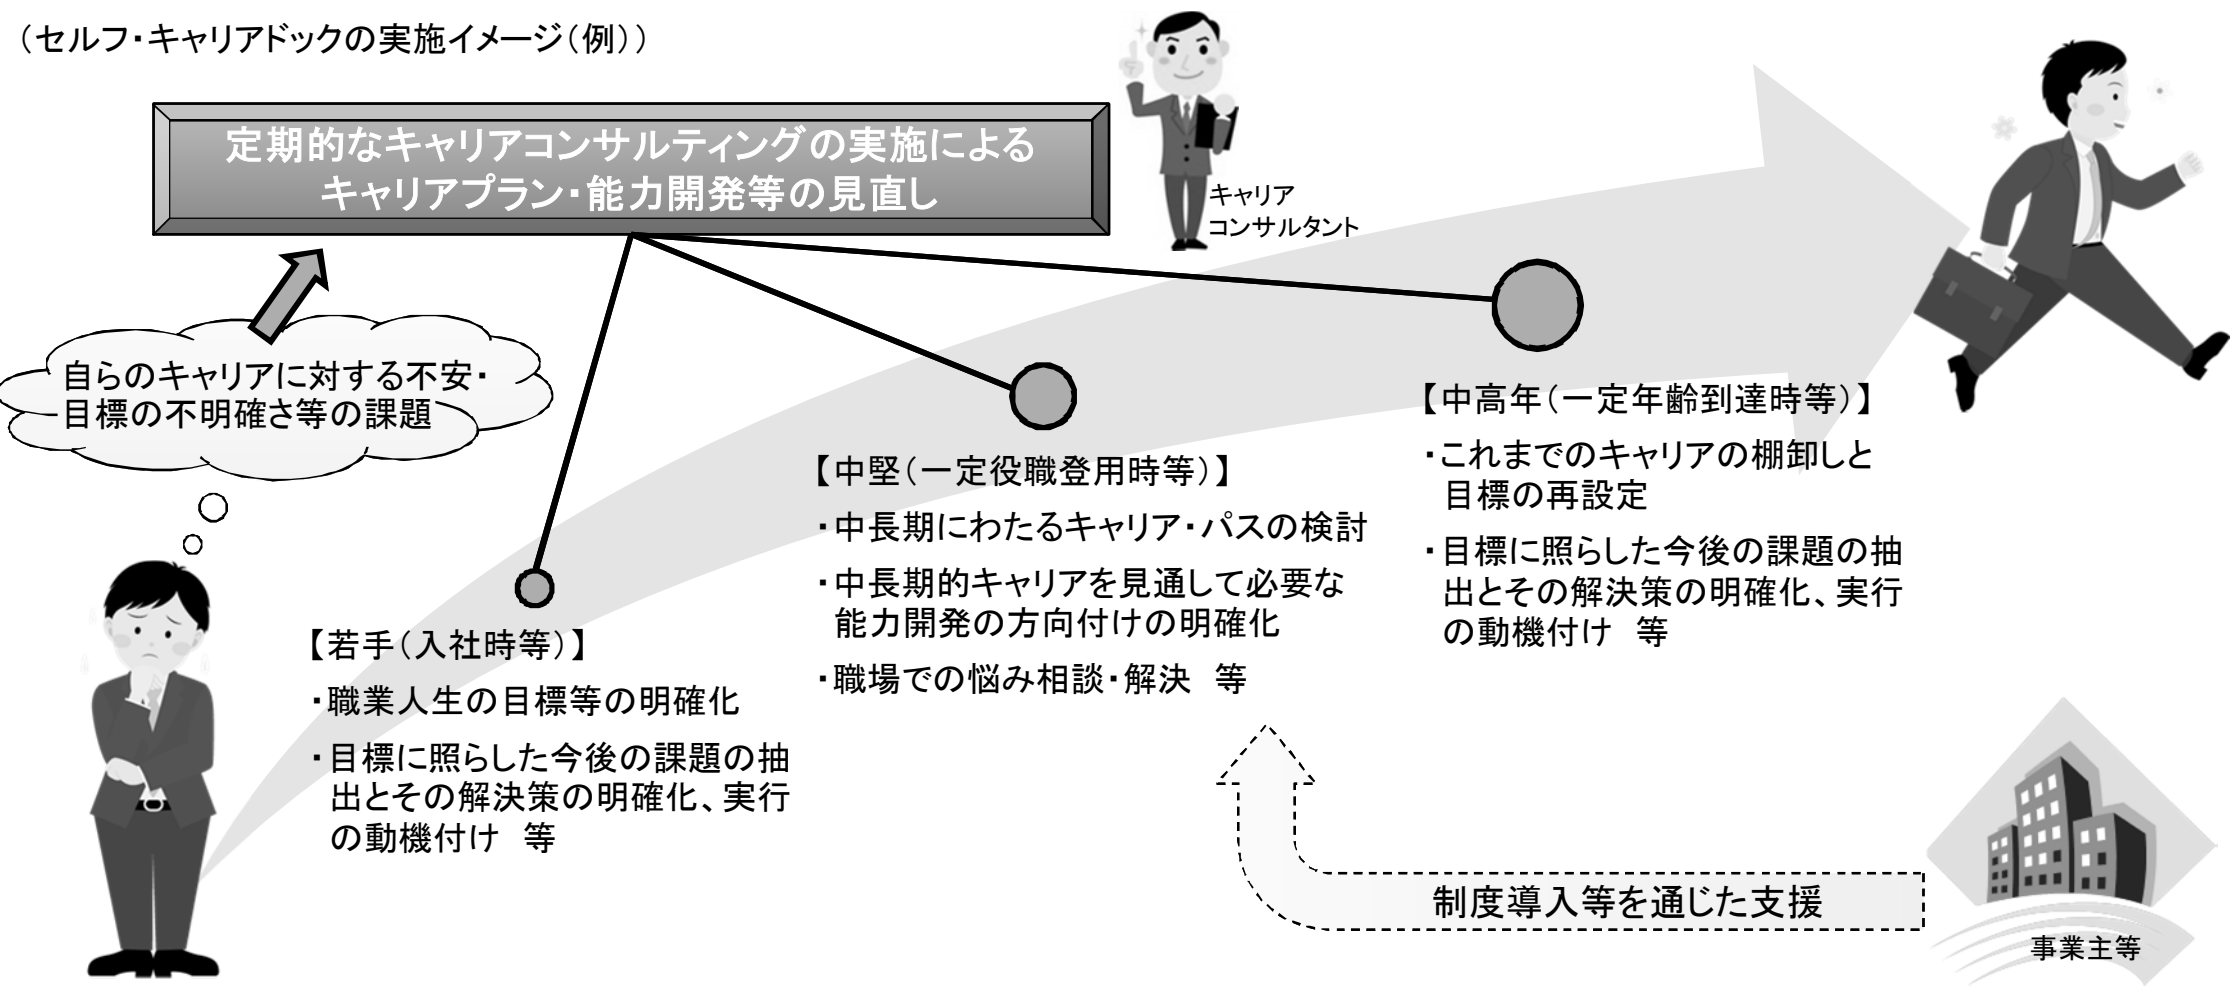 （セルフ・キャリアドックの実施イメージ（例））
定期的なキャリアコンサルティングの実施による
キャリアプラン・能力開発等の見直し
キャリア
コンサルタント
自らのキャリアに対する不安・
目標の不明確さ等の課題
【若手（入社時等）】
・職業人生の目標等の明確化
・目標に照らした今後の課題の抽
出とその解決策の明確化、実行
の動機付け　等
【中堅（一定役職登用時等）】
・中長期にわたるキャリア・パスの検討
・中長期的キャリアを見通して必要な
能力開発の方向付けの明確化
・職場での悩み相談・解決　等
【中高年（一定年齢到達時等）】
・これまでのキャリアの棚卸しと
目標の再設定
・目標に照らした今後の課題の抽
出とその解決策の明確化、実行
の動機付け　等
制度導入等を通じた支援
事業主等